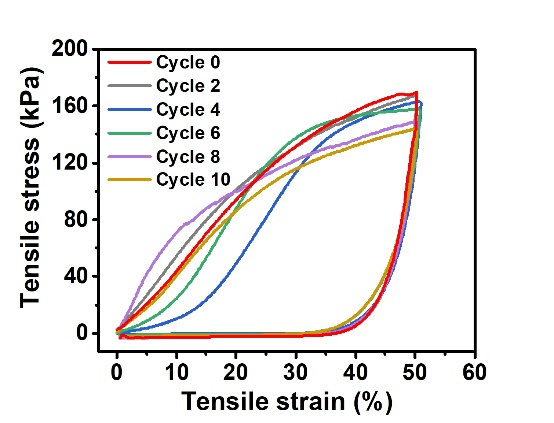 200
160
120
80
40
0
Tensile stress (kPa)
Cycle 0
Cycle 2
Cycle 4
Cycle 6
Cycle 8
Cycle 10
0 10 20 30 40 50 60
Tensile strain (%)